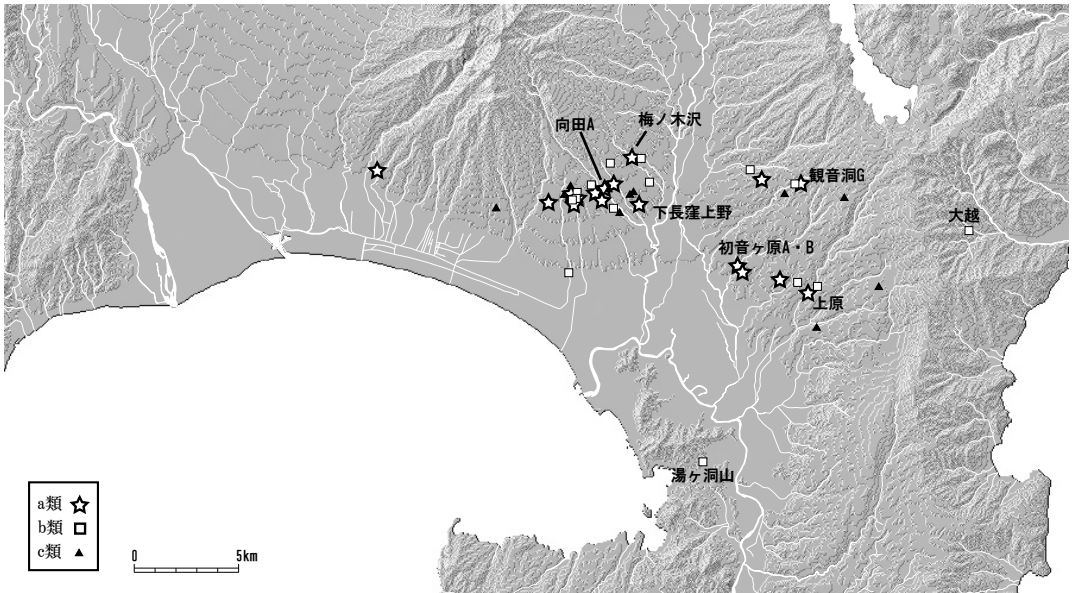 梅ノ木沢
向田A
観音洞G
下長窪上野
大越
初音ヶ原A・B
上原
湯ヶ洞山
a類
b類
c類
0 5km